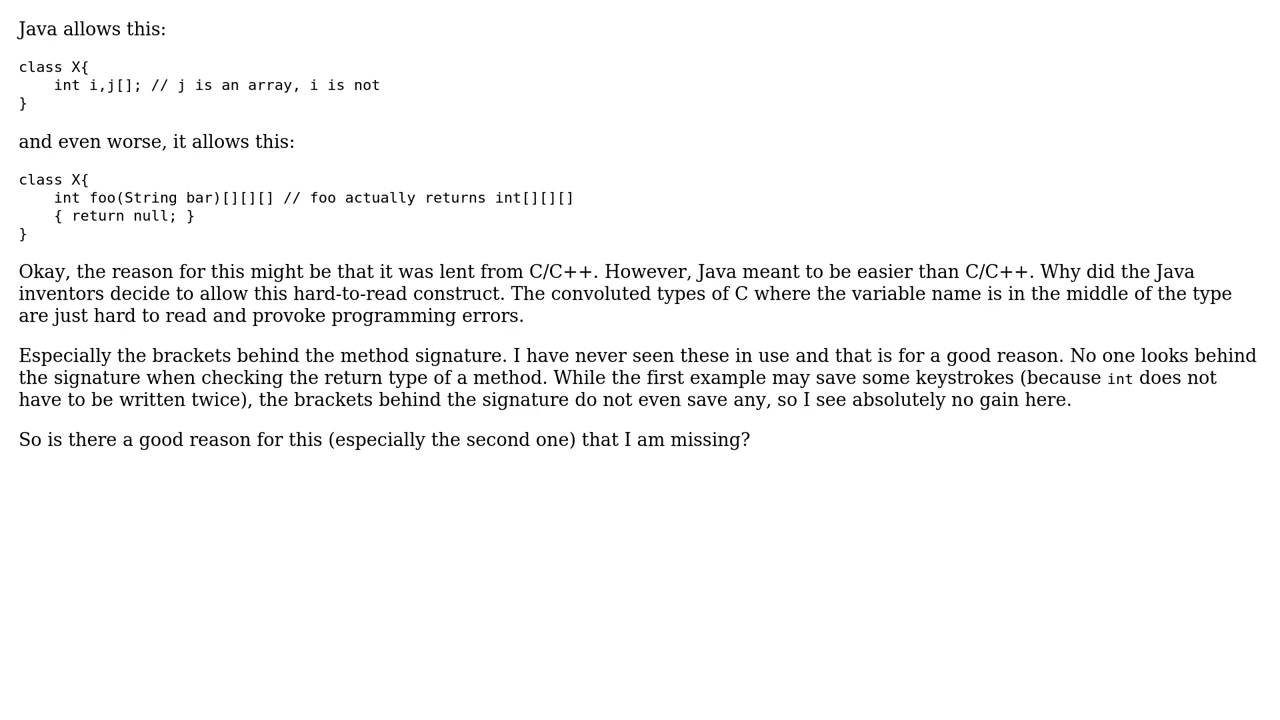 Java allows this:
class X{
    int i,j[]; // j is an array, i is not
}
and even worse, it allows this:
class X{
    int foo(String bar)[][][] // foo actually returns int[][][]
    { return null; }
}
Okay, the reason for this might be that it was lent from C/C++. However, Java meant to be easier than C/C++. Why did the Java
inventors decide to allow this hard-to-read construct. The convoluted types of C where the variable name is in the middle of the type
are just hard to read and provoke programming errors.
Especially the brackets behind the method signature. I have never seen these in use and that is for a good reason. No one looks behind
the signature when checking the return type of a method. While the first example may save some keystrokes (because int does not
have to be written twice), the brackets behind the signature do not even save any, so I see absolutely no gain here.
So is there a good reason for this (especially the second one) that I am missing?